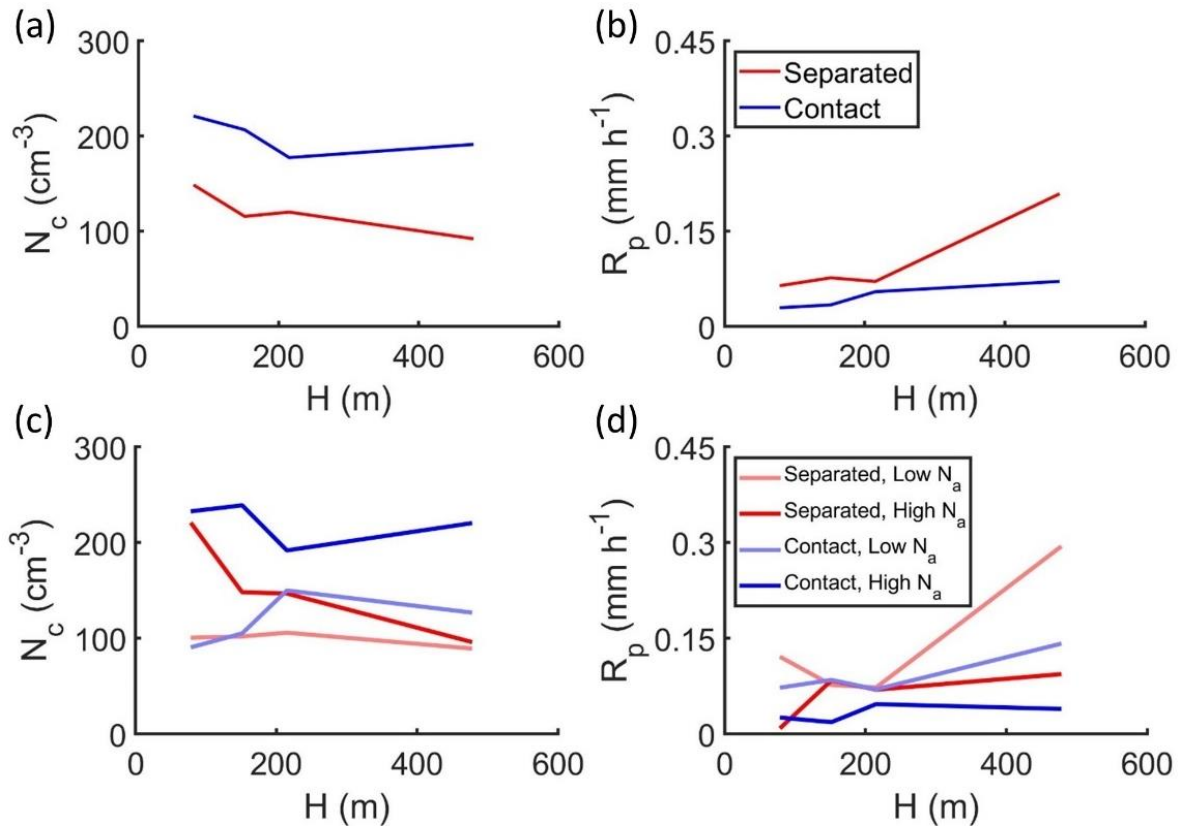 (a)
300
200
100
0
N_c (cm^-3)
0 200 400 600
H (m)
(b)
0.45
0.3
0.15
0
R_p (mm h^-1)
Separated
Contact
0 200 400 600
H (m)
(c)
300
200
100
0
N_c (cm^-3)
0 200 400 600
H (m)
(d)
0.45
0.3
0.15
0
R_p (mm h^-1)
Separated, Low N_a
Separated, High N_a
Contact, Low N_a
Contact, High N_a
0 200 400 600
H (m)